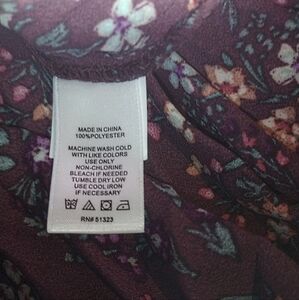 MADE IN CHINA
100%POLYESTER
MACHINE WASH COLD
WITH LIKE COLORS
USE ONLY
NON-CHLORINE
BLEACH IF NEEDED
TUMBLE DRY LOW
USE COOL IRON
IF NEEDED
RN# 51323